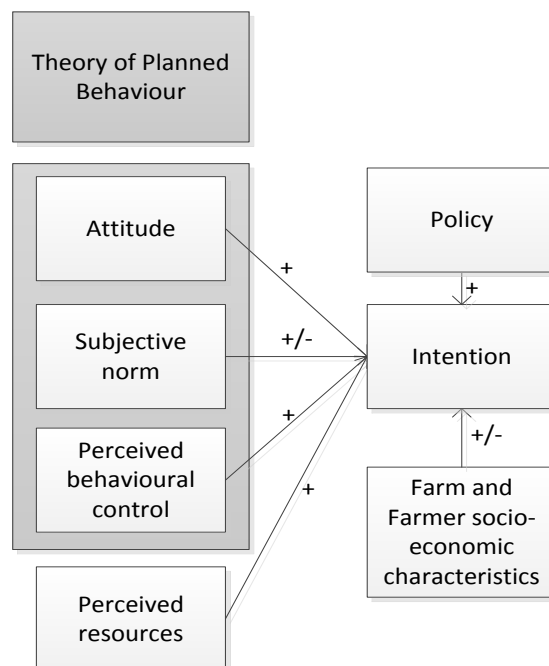 Theory of Planned
Behaviour
Attitude
+
Policy
+
Subjective
norm
+/-
Intention
Perceived
behavioural
control
+
+/-
Farm and
Farmer socio-
economic
characteristics
Perceived
resources
+